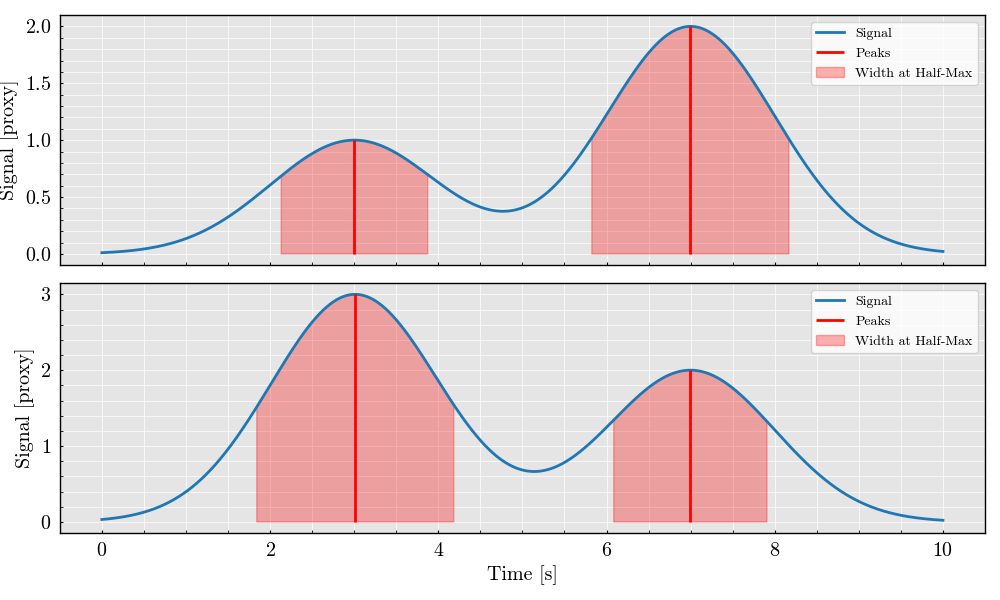 2.0
1.5
1.0
0.5
0.0
Signal [proxy]
Signal
Peaks
Width at Half-Max
3
2
1
0
Signal [proxy]
Signal
Peaks
Width at Half-Max
0 2 4 6 8 10
Time [s]